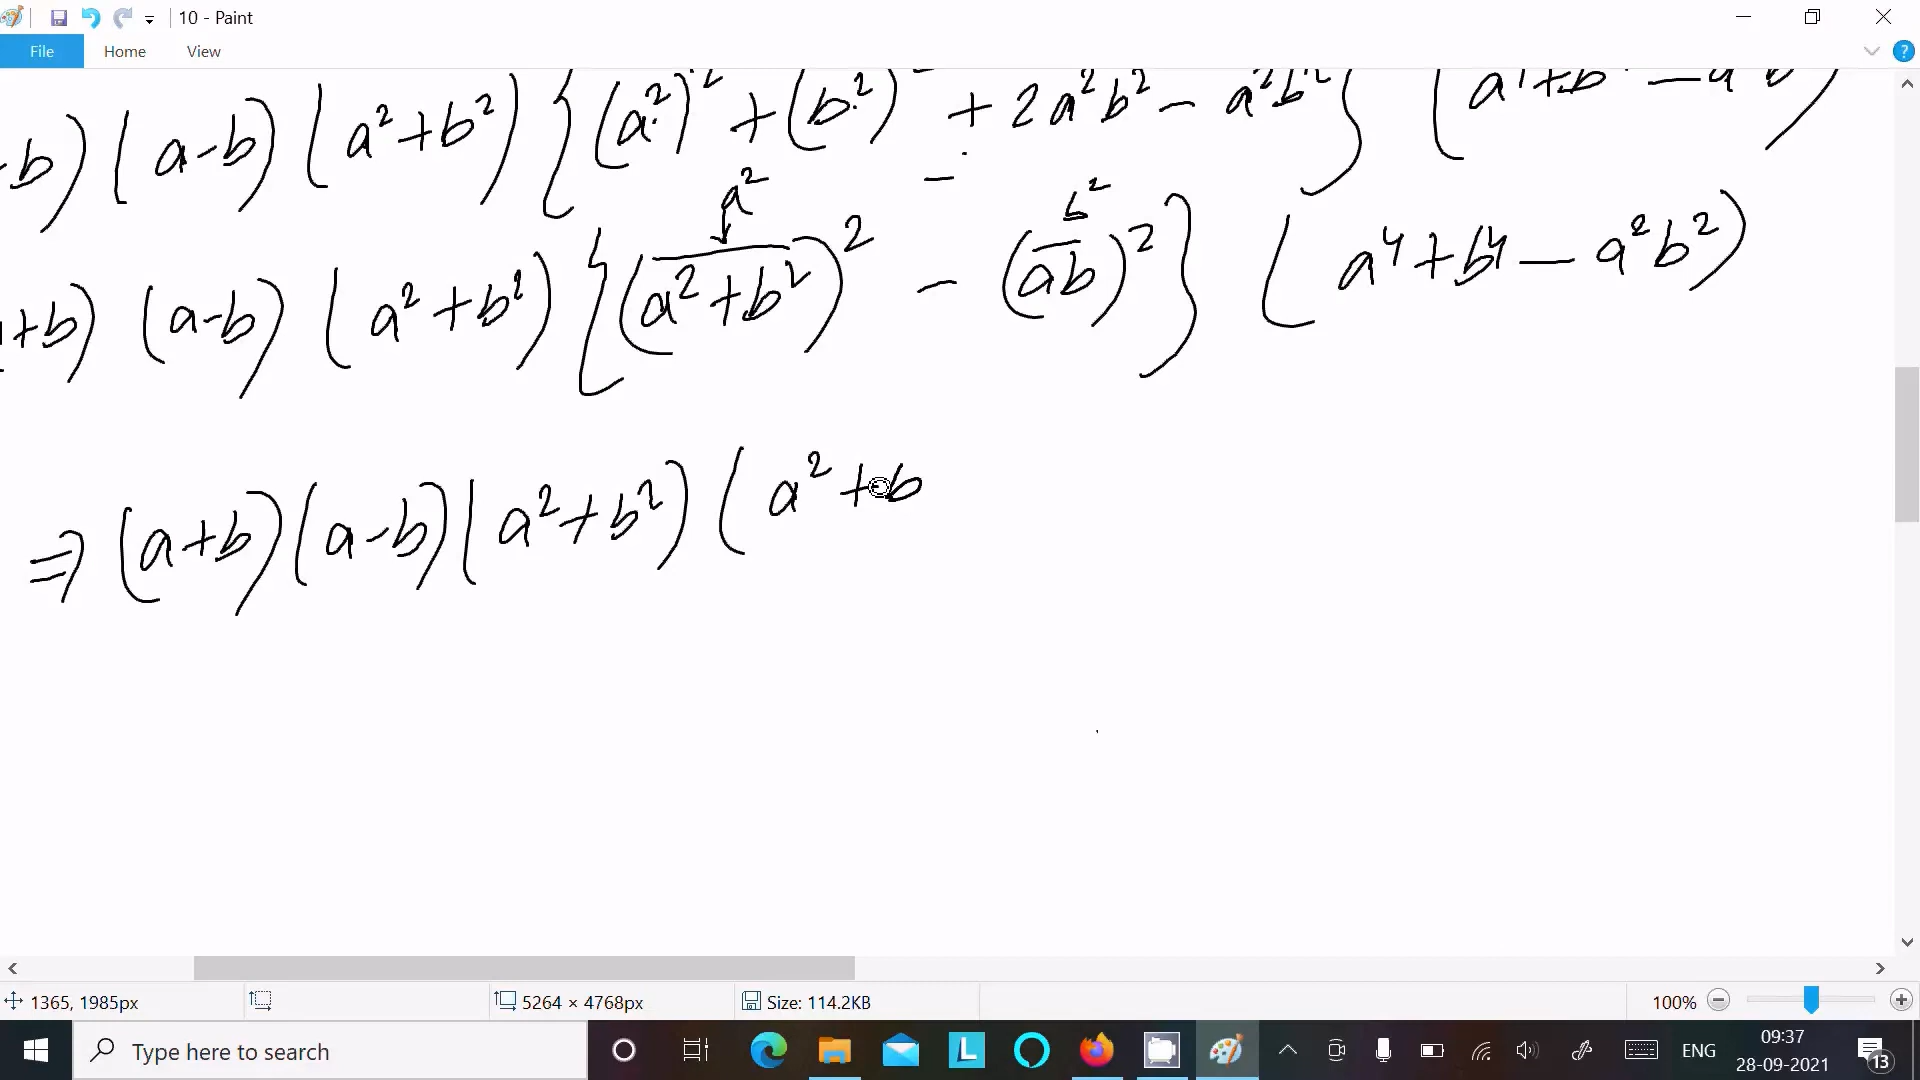 10 - Paint
File Home View
-b) (a-b) (a²+b²) {(a²)² + (b²)² + 2a²b² - a²b²} (a⁴+b⁴ - a²b²)
a² b²
+b) (a-b) (a²+b²) {(a²+b²)² - (ab)²} (a⁴+b⁴ - a²b²)
⇒ (a+b)(a-b)(a²+b²)(a²+b
1365, 1985px 5264 × 4768px Size: 114.2KB 100%
Type here to search L ENG 09:37
28-09-2021 13